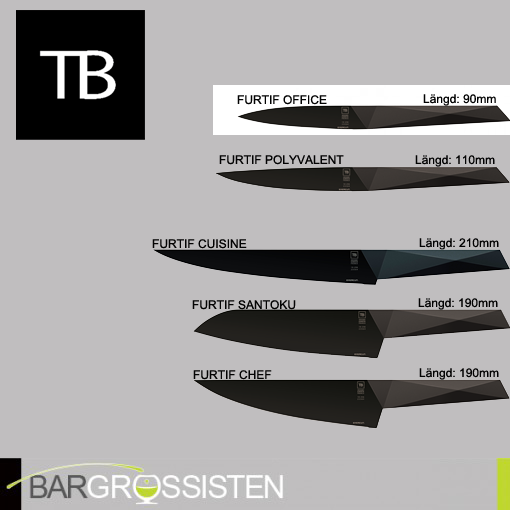 TB
FURTIF OFFICE Längd: 90mm
FURTIF POLYVALENT Längd: 110mm
FURTIF CUISINE Längd: 210mm
FURTIF SANTOKU Längd: 190mm
FURTIF CHEF Längd: 190mm
BARGROSSISTEN